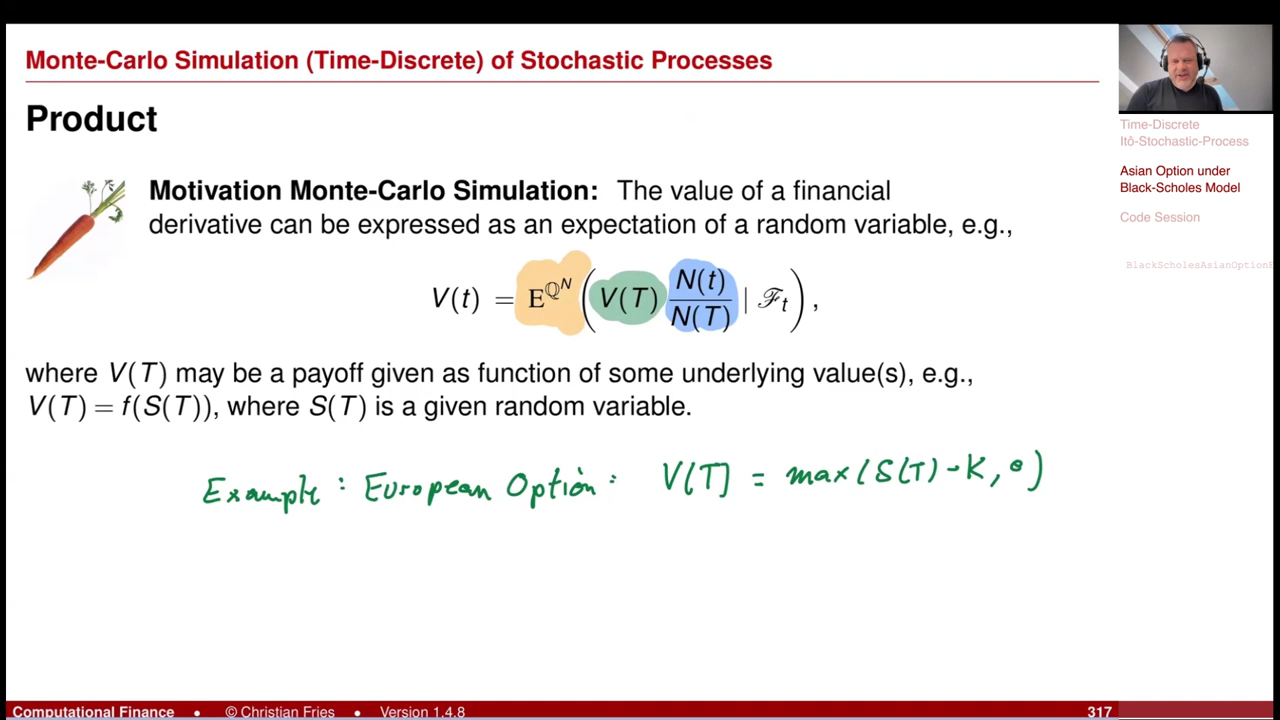 Monte-Carlo Simulation (Time-Discrete) of Stochastic Processes
Product
Motivation Monte-Carlo Simulation: The value of a financial
derivative can be expressed as an expectation of a random variable, e.g.,
V(t) = E^{ℚ^N} ( V(T) N(t)/N(T) | ℱ_t ),
where V(T) may be a payoff given as function of some underlying value(s), e.g.,
V(T) = f(S(T)), where S(T) is a given random variable.
Example: European Option: V(T) = max(S(T)-K, 0)
Time-Discrete
Itô-Stochastic-Process
Asian Option under
Black-Scholes Model
Code Session
BlackScholesAsianOption
Computational Finance • © Christian Fries • Version 1.4.8 317